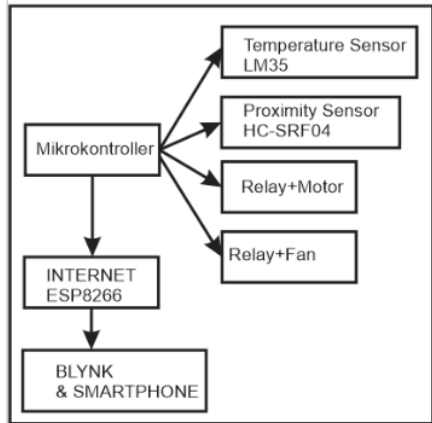 Temperature Sensor
LM35
Proximity Sensor
HC-SRF04
Mikrokontroller
Relay+Motor
Relay+Fan
INTERNET
ESP8266
BLYNK
& SMARTPHONE